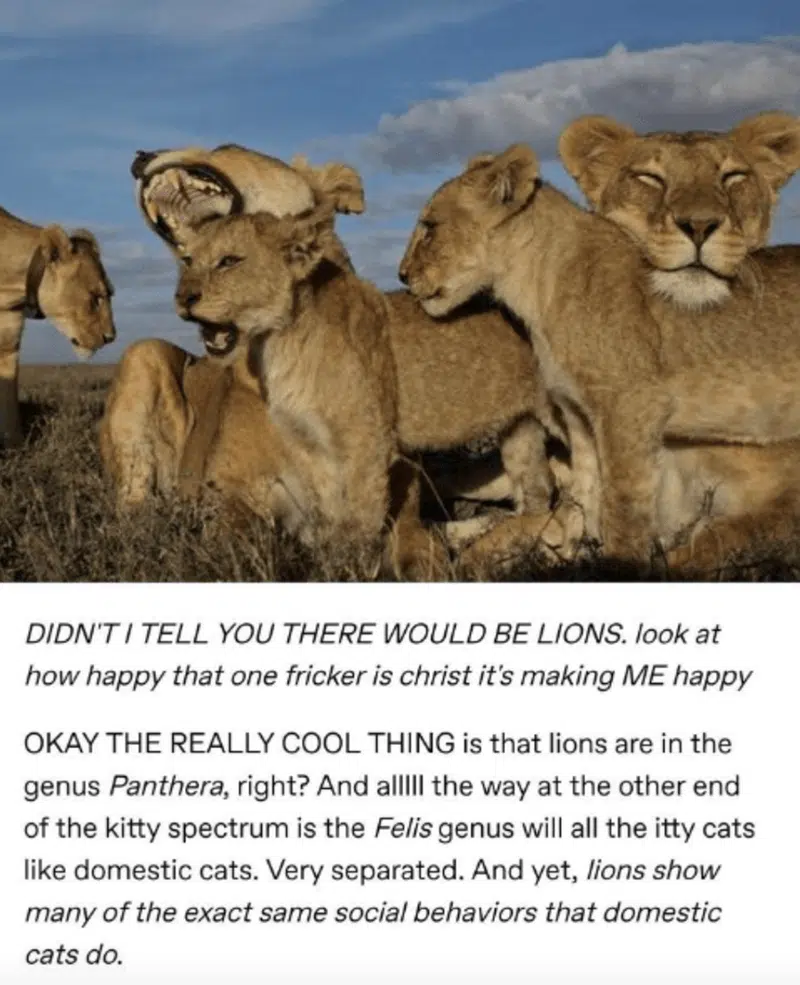 DIDN'T I TELL YOU THERE WOULD BE LIONS. look at
how happy that one fricker is christ it's making ME happy
OKAY THE REALLY COOL THING is that lions are in the
genus Panthera, right? And alllll the way at the other end
of the kitty spectrum is the Felis genus will all the itty cats
like domestic cats. Very separated. And yet, lions show
many of the exact same social behaviors that domestic
cats do.